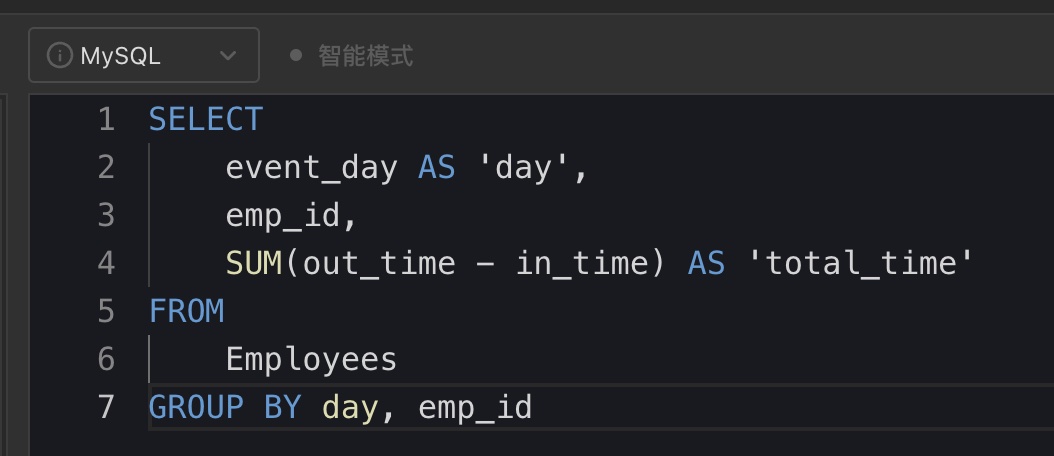 MySQL 智能模式
1 SELECT
2 event_day AS 'day',
3 emp_id,
4 SUM(out_time - in_time) AS 'total_time'
5 FROM
6 Employees
7 GROUP BY day, emp_id